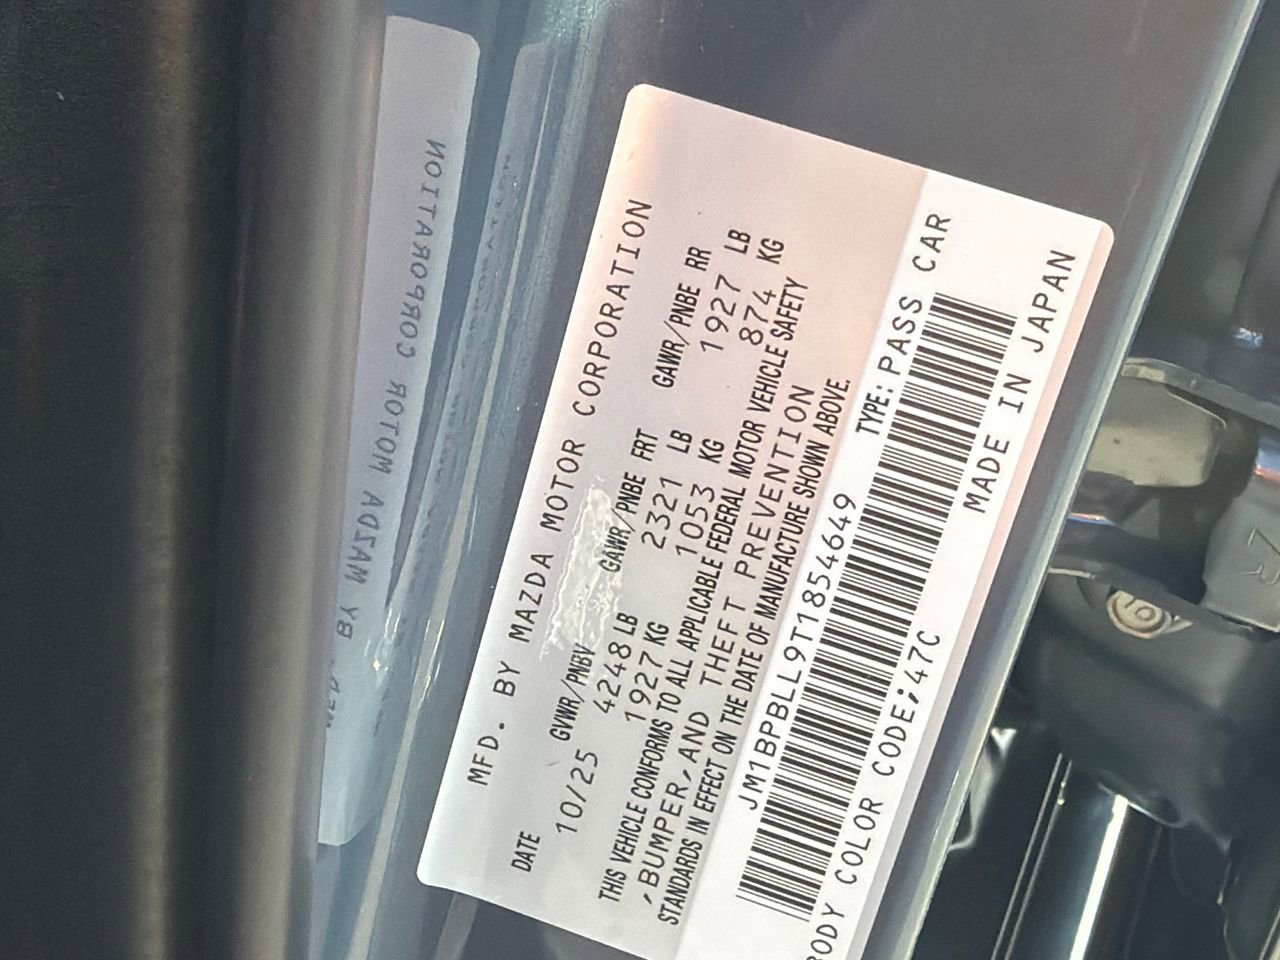 MFD. BY MAZDA MOTOR CORPORATION
DATE GVWR/PNBV GAWR/PNBE FRT GAWR/PNBE RR
10/25 4248 LB 2321 LB 1927 LB
1927 KG 1053 KG 874 KG
THIS VEHICLE CONFORMS TO ALL APPLICABLE FEDERAL MOTOR VEHICLE SAFETY
, BUMPER, AND THEFT PREVENTION
STANDARDS IN EFFECT ON THE DATE OF MANUFACTURE SHOWN ABOVE.
JM1BPBLL9T1854649 TYPE: PASS CAR
BODY COLOR CODE: 47C MADE IN JAPAN